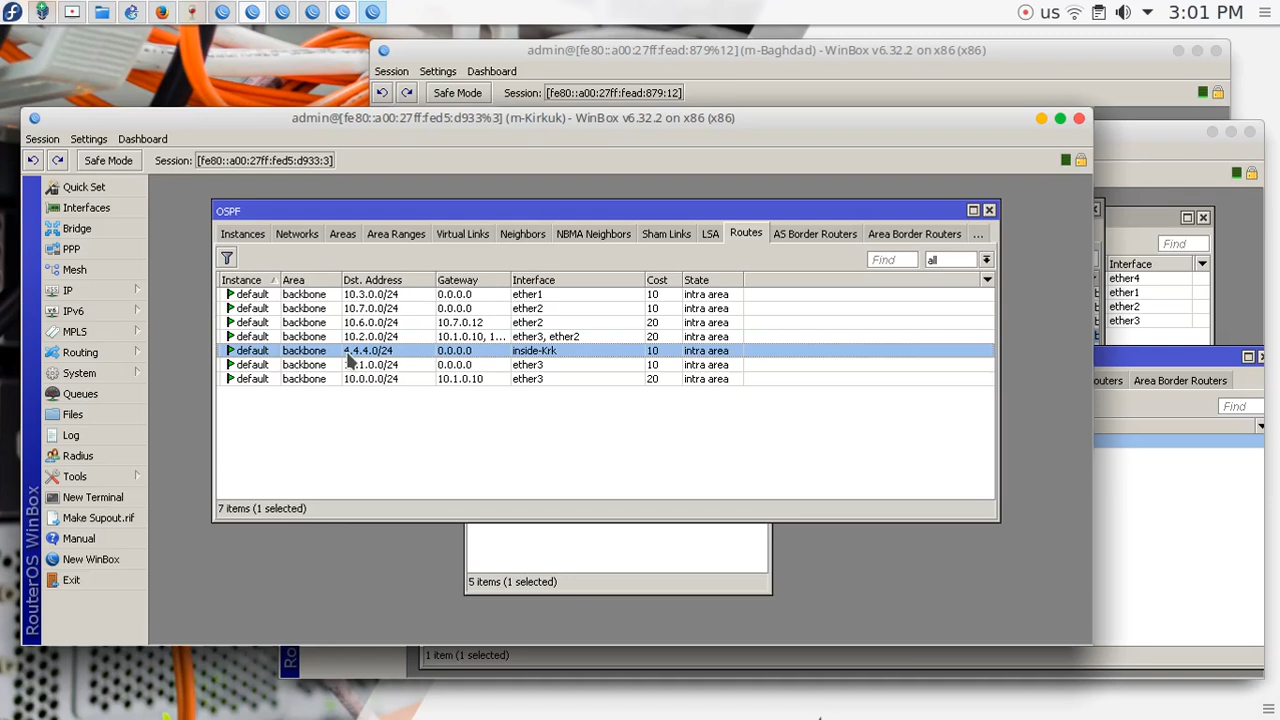 us 3:01 PM
admin@[fe80::a00:27ff:fead:879%12] (m-Baghdad) - WinBox v6.32.2 on x86 (x86)
Session Settings Dashboard
Safe Mode Session: [fe80::a00:27ff:fead:879:12]
admin@[fe80::a00:27ff:fed5:d933%3] (m-Kirkuk) - WinBox v6.32.2 on x86 (x86)
Session Settings Dashboard
Safe Mode Session: [fe80::a00:27ff:fed5:d933:3]
Quick Set
Interfaces
Bridge
PPP
Mesh
IP
IPv6
MPLS
Routing
System
Queues
Files
Log
Radius
Tools
New Terminal
Make Supout.rif
Manual
New WinBox
Exit
RouterOS WinBox
OSPF
Instances Networks Areas Area Ranges Virtual Links Neighbors NBMA Neighbors Sham Links LSA Routes AS Border Routers Area Border Routers ...
Find all
Instance Area Dst. Address Gateway Interface Cost State
default backbone 10.3.0.0/24 0.0.0.0 ether1 10 intra area
default backbone 10.7.0.0/24 0.0.0.0 ether2 10 intra area
default backbone 10.6.0.0/24 10.7.0.12 ether2 20 intra area
default backbone 10.2.0.0/24 10.1.0.10, 1... ether3, ether2 20 intra area
default backbone 4.4.4.0/24 0.0.0.0 inside-Krk 10 intra area
default backbone .1.0.0/24 0.0.0.0 ether3 10 intra area
default backbone 10.0.0.0/24 10.1.0.10 ether3 20 intra area
7 items (1 selected)
5 items (1 selected)
Find
Interface
ether4
ether1
ether2
ether3
outers Area Border Routers
Find
1 item (1 selected)
Ro